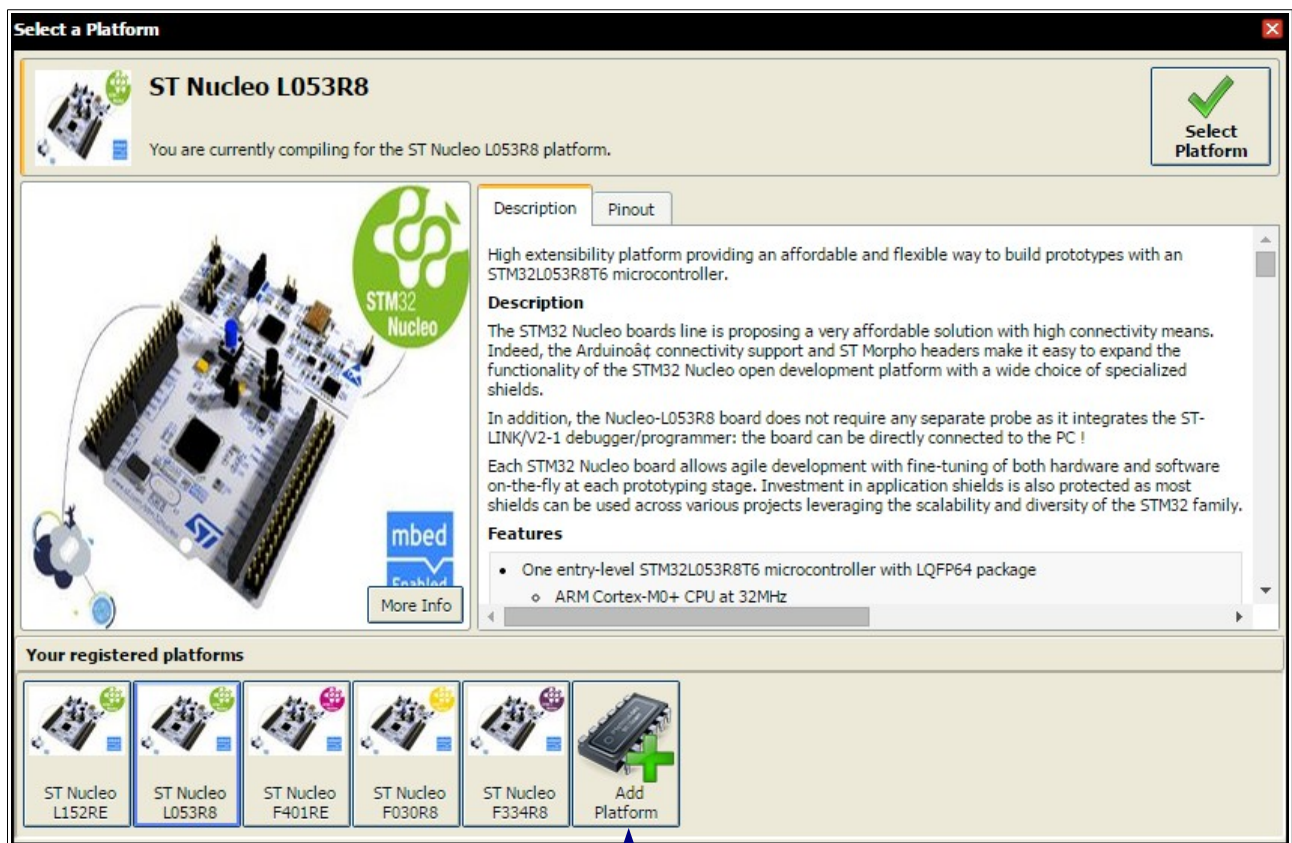 Select a Platform
ST Nucleo L053R8
You are currently compiling for the ST Nucleo L053R8 platform.
Select
Platform
STM32
Nucleo
mbed
Enabled
More Info
Description
Pinout
High extensibility platform providing an affordable and flexible way to build prototypes with an
STM32L053R8T6 microcontroller.
Description
The STM32 Nucleo boards line is proposing a very affordable solution with high connectivity means.
Indeed, the Arduinoâ¢ connectivity support and ST Morpho headers make it easy to expand the
functionality of the STM32 Nucleo open development platform with a wide choice of specialized
shields.
In addition, the Nucleo-L053R8 board does not require any separate probe as it integrates the ST-
LINK/V2-1 debugger/programmer: the board can be directly connected to the PC !
Each STM32 Nucleo board allows agile development with fine-tuning of both hardware and software
on-the-fly at each prototyping stage. Investment in application shields is also protected as most
shields can be used across various projects leveraging the scalability and diversity of the STM32 family.
Features
• One entry-level STM32L053R8T6 microcontroller with LQFP64 package
o ARM Cortex-M0+ CPU at 32MHz
Your registered platforms
ST Nucleo
L152RE
ST Nucleo
L053R8
ST Nucleo
F401RE
ST Nucleo
F030R8
ST Nucleo
F334R8
Add
Platform